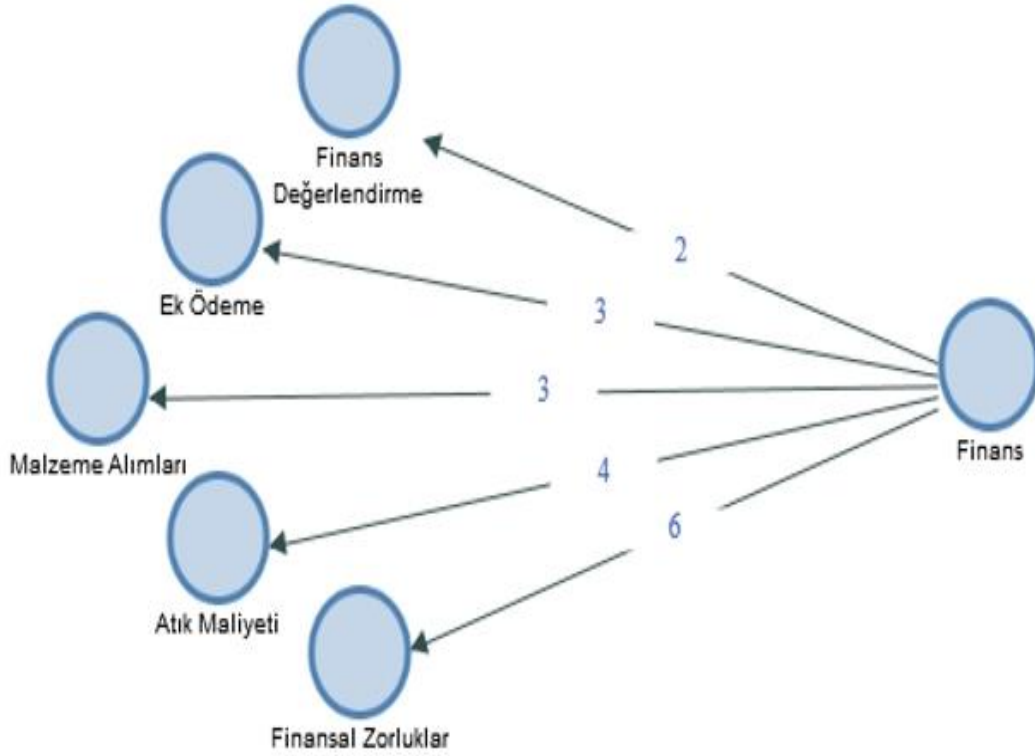 Finans
Değerlendirme
2
Ek Ödeme
3
Malzeme Alımları
3
Finans
Atık Maliyeti
4
Finansal Zorluklar
6